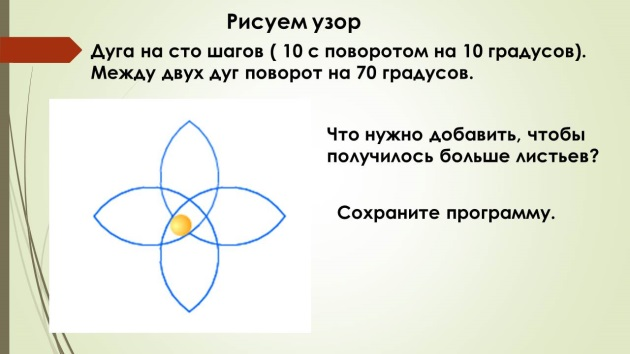 Рисуем узор
Дуга на сто шагов ( 10 с поворотом на 10 градусов).
Между двух дуг поворот на 70 градусов.
Что нужно добавить, чтобы
получилось больше листьев?
Сохраните программу.